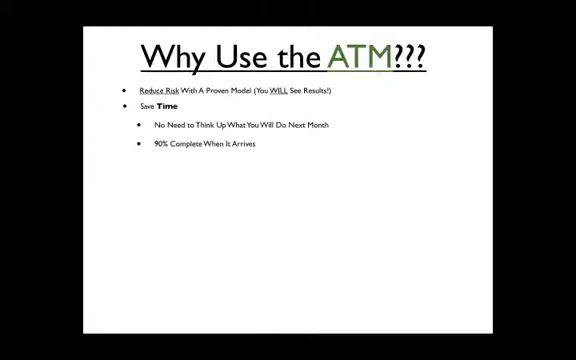 Why Use the ATM???
• Reduce Risk With A Proven Model (You WILL See Results!)
• Save Time
• No Need to Think Up What You Will Do Next Month
• 90% Complete When It Arrives